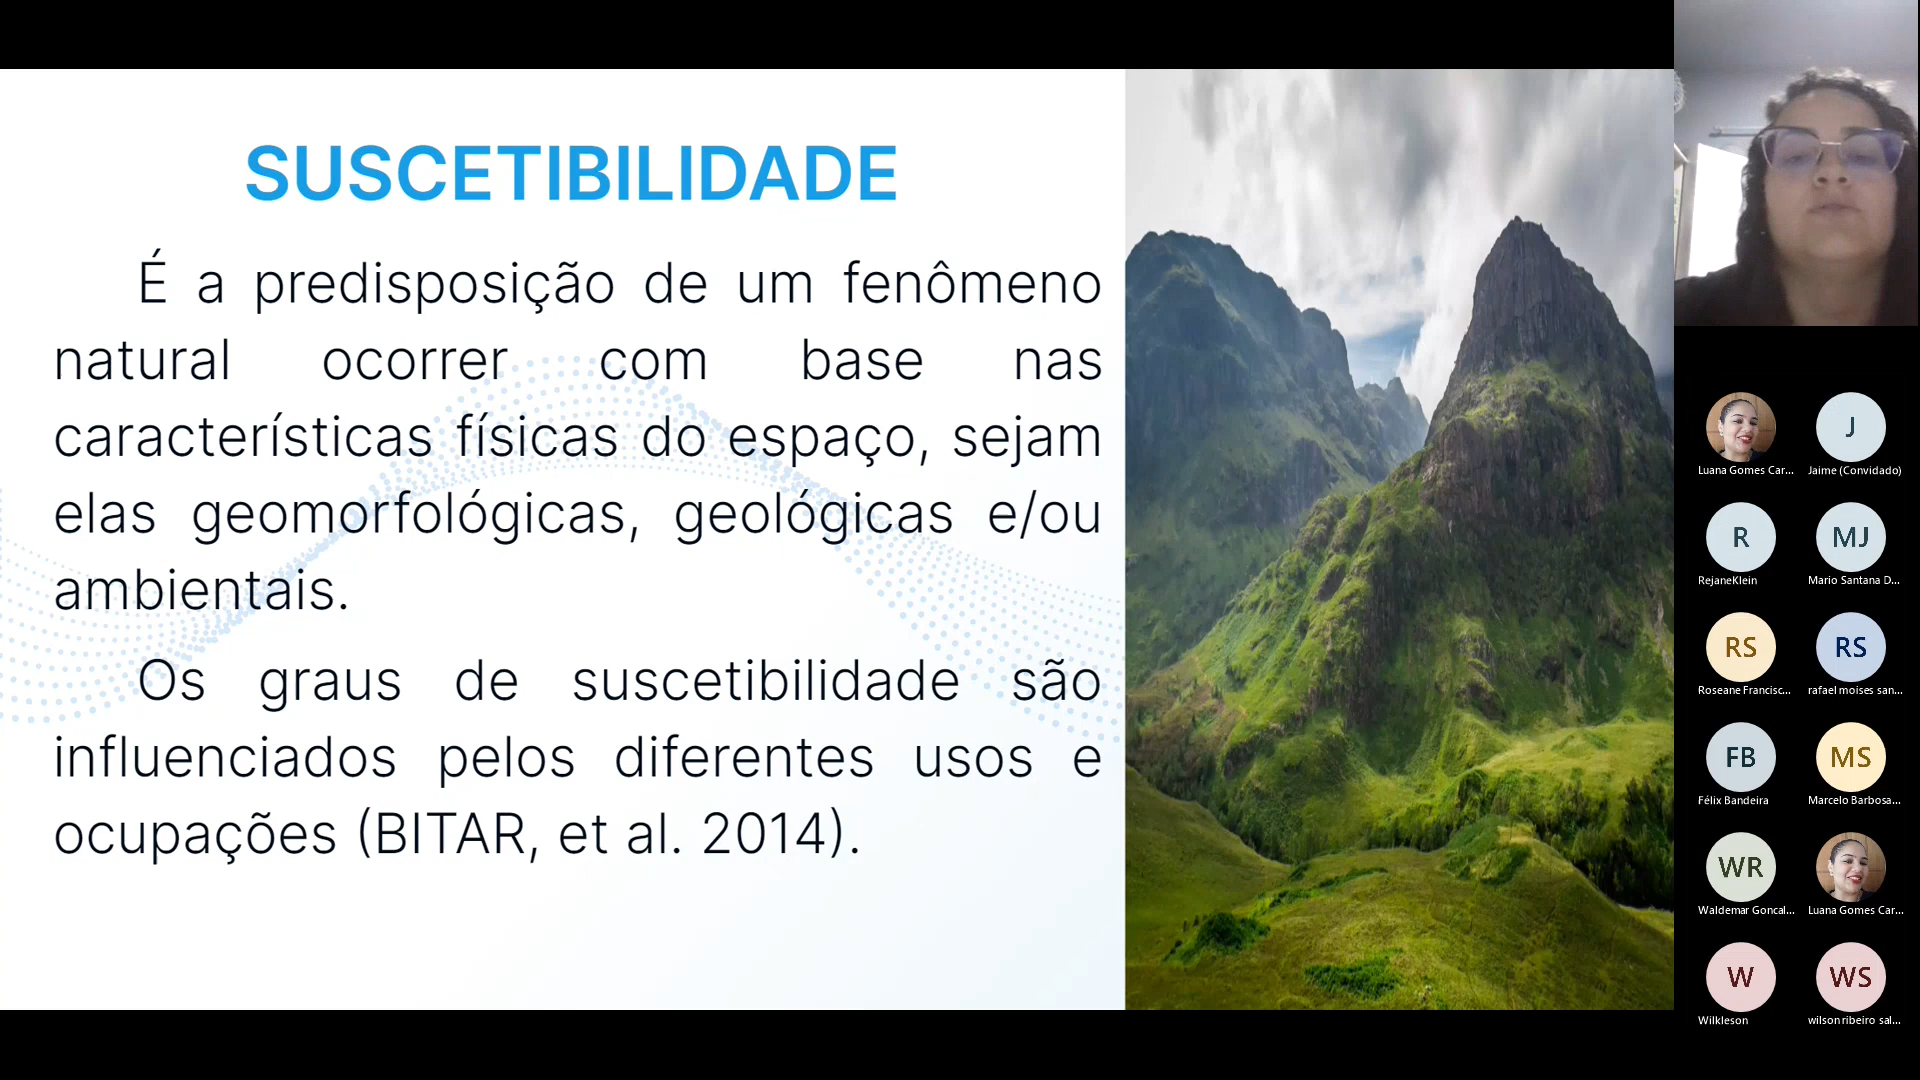 SUSCETIBILIDADE
É a predisposição de um fenômeno
natural ocorrer com base nas
características físicas do espaço, sejam
elas geomorfológicas, geológicas e/ou
ambientais.
Os graus de suscetibilidade são
influenciados pelos diferentes usos e
ocupações (BITAR, et al. 2014).
Luana Gomes Car...
J
Jaime (Convidado)
R
RejaneKlein
MJ
Mario Santana D...
RS
Roseane Francisc...
RS
rafael moises san...
FB
Félix Bandeira
MS
Marcelo Barbosa...
WR
Waldemar Goncal...
Luana Gomes Car...
W
Wilkleson
WS
wilson ribeiro sal...